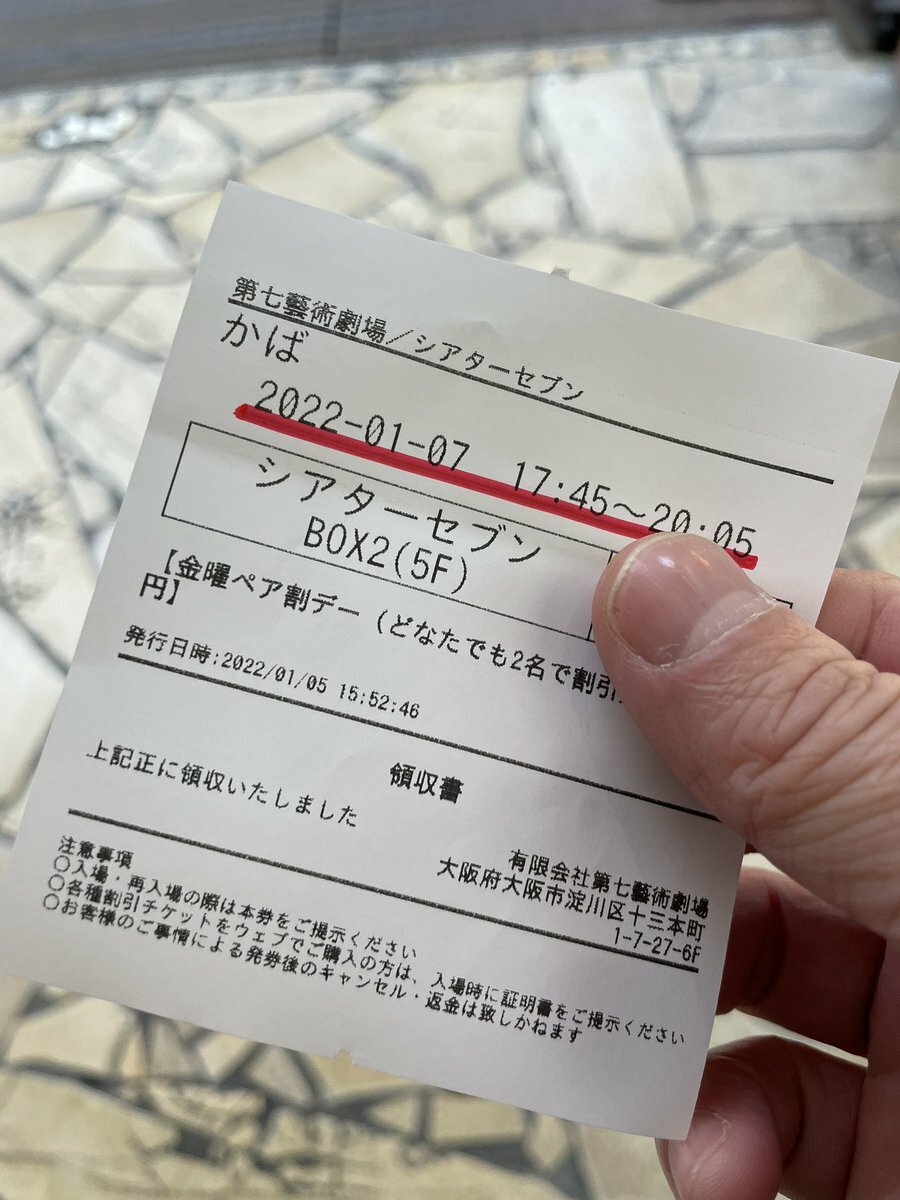 第七藝術劇場／シアターセブン
かば
2022-01-07 17:45～20:05
シアターセブン
BOX2(5F)
【金曜ペア割デー（どなたでも2名で割引
円】
発行日時:2022/01/05 15:52:46
領収書
上記正に領収いたしました
有限会社第七藝術劇場
大阪府大阪市淀川区十三本町
1-7-27-6F
注意事項
○入場・再入場の際は本券をご提示ください
○各種割引チケットをウェブでご購入の方は、入場時に証明書をご提示ください
○お客様のご事情による発券後のキャンセル・返金は致しかねます